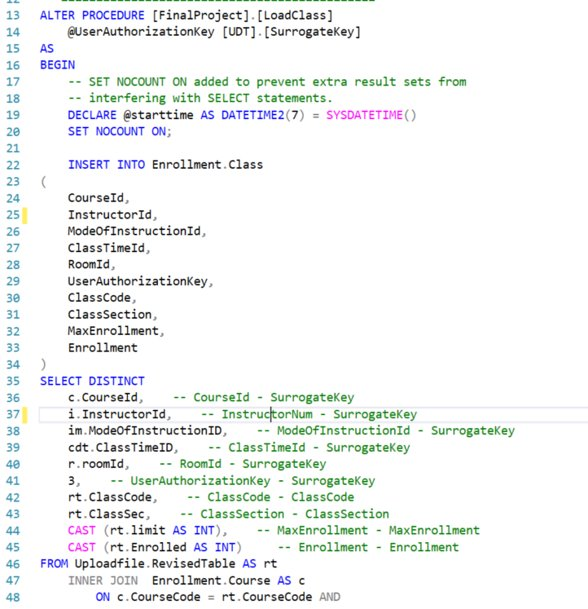 12
13 ALTER PROCEDURE [FinalProject].[LoadClass]
14 @UserAuthorizationKey [UDT].[SurrogateKey]
15 AS
16 BEGIN
17 -- SET NOCOUNT ON added to prevent extra result sets from
18 -- interfering with SELECT statements.
19 DECLARE @starttime AS DATETIME2(7) = SYSDATETIME()
20 SET NOCOUNT ON;
21
22 INSERT INTO Enrollment.Class
23 (
24 CourseId,
25 InstructorId,
26 ModeOfInstructionId,
27 ClassTimeId,
28 RoomId,
29 UserAuthorizationKey,
30 ClassCode,
31 ClassSection,
32 MaxEnrollment,
33 Enrollment
34 )
35 SELECT DISTINCT
36 c.CourseId, -- CourseId - SurrogateKey
37 i.InstructorId, -- InstructorNum - SurrogateKey
38 im.ModeOfInstructionID, -- ModeOfInstructionId - SurrogateKey
39 cdt.ClassTimeID, -- ClassTimeId - SurrogateKey
40 r.roomId, -- RoomId - SurrogateKey
41 3, -- UserAuthorizationKey - SurrogateKey
42 rt.ClassCode, -- ClassCode - ClassCode
43 rt.ClassSec, -- ClassSection - ClassSection
44 CAST (rt.limit AS INT), -- MaxEnrollment - MaxEnrollment
45 CAST (rt.Enrolled AS INT) -- Enrollment - Enrollment
46 FROM Uploadfile.RevisedTable AS rt
47 INNER JOIN Enrollment.Course AS c
48 ON c.CourseCode = rt.CourseCode AND